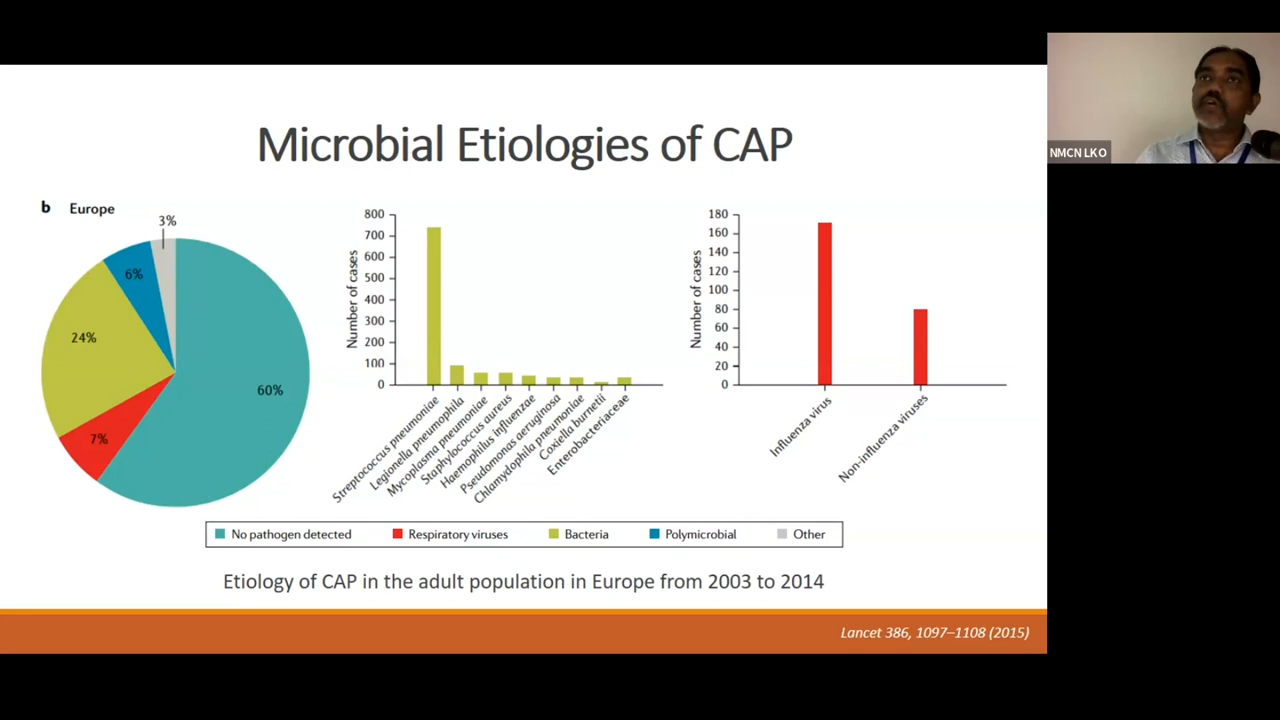 Microbial Etiologies of CAP
NMCN LKO
b Europe
3%
6%
24%
7%
60%
Number of cases
800
700
600
500
400
300
200
100
0
Streptococcus pneumoniae
Legionella pneumophila
Mycoplasma pneumoniae
Staphylococcus aureus
Haemophilus influenzae
Pseudomonas aeruginosa
Chlamydophila pneumoniae
Coxiella burnetii
Enterobacteriaceae
Number of cases
180
160
140
120
100
80
60
40
20
0
Influenza virus
Non-influenza viruses
No pathogen detected Respiratory viruses Bacteria Polymicrobial Other
Etiology of CAP in the adult population in Europe from 2003 to 2014
Lancet 386, 1097–1108 (2015)